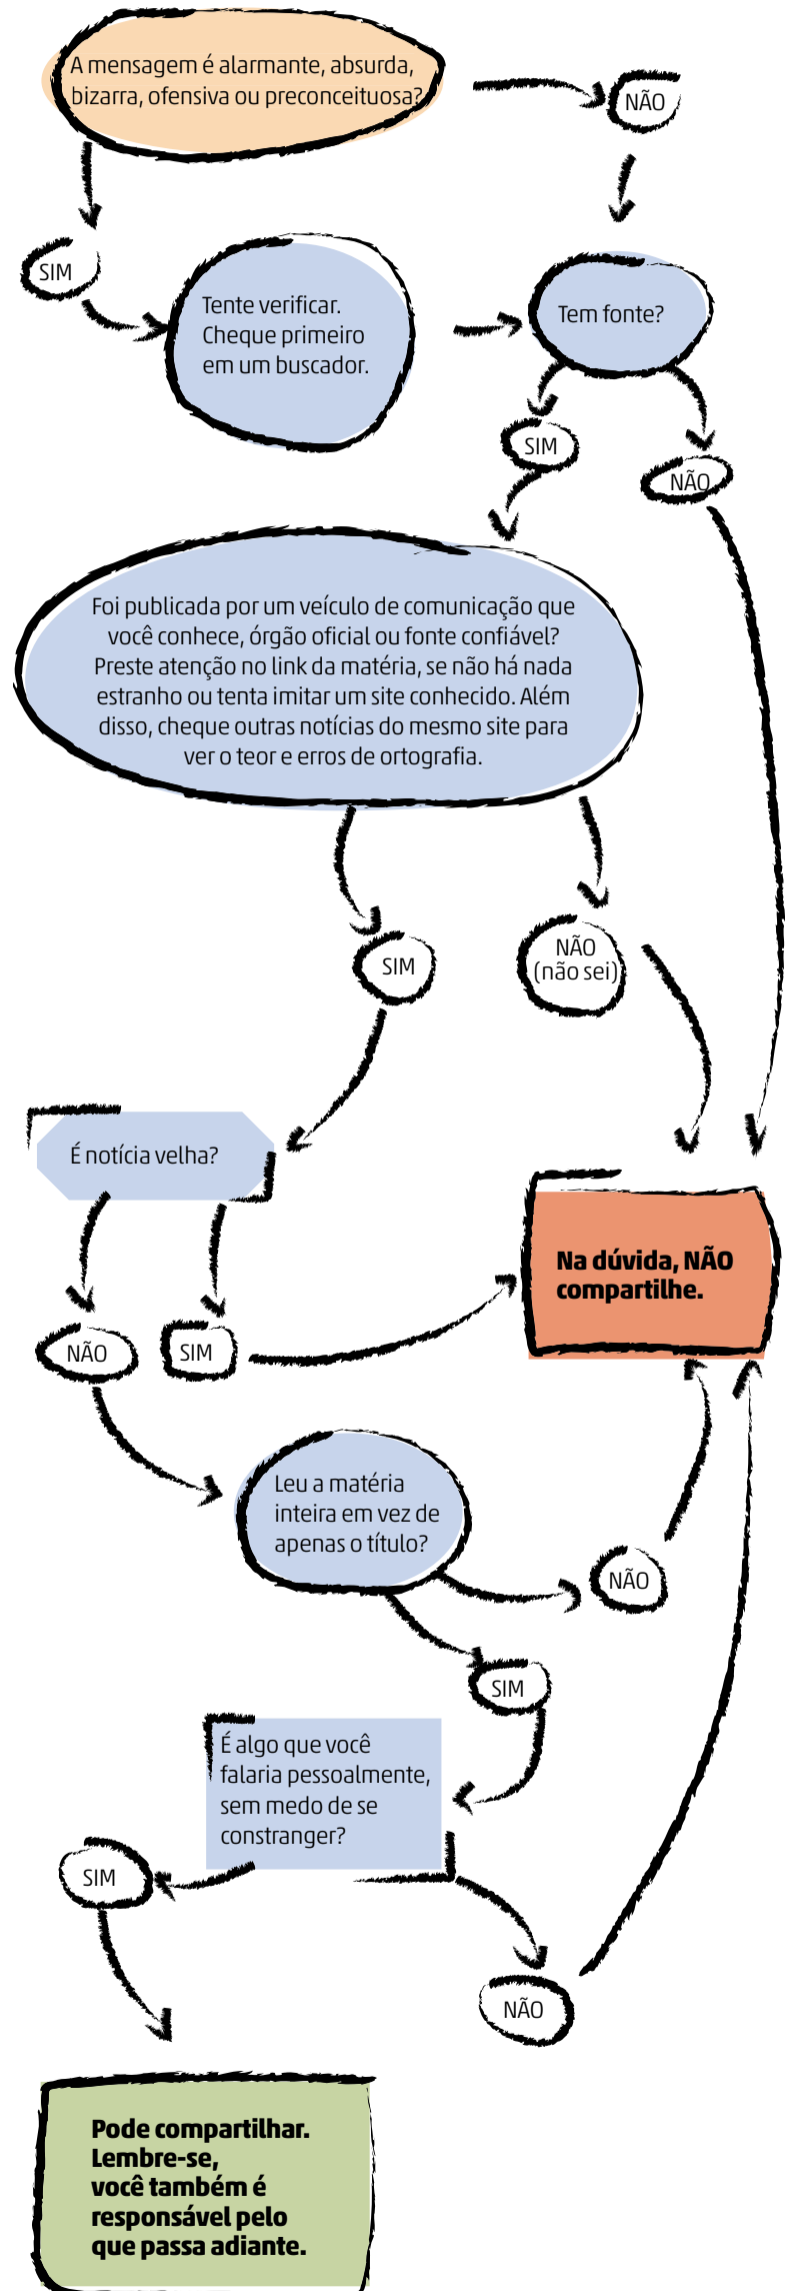 A mensagem é alarmante, absurda,
bizarra, ofensiva ou preconceituosa?
NÃO
SIM
Tente verificar.
Cheque primeiro
em um buscador.
Tem fonte?
SIM
NÃO
Foi publicada por um veículo de comunicação que
você conhece, órgão oficial ou fonte confiável?
Preste atenção no link da matéria, se não há nada
estranho ou tenta imitar um site conhecido. Além
disso, cheque outras notícias do mesmo site para
ver o teor e erros de ortografia.
SIM
NÃO
(não sei)
É notícia velha?
Na dúvida, NÃO
compartilhe.
NÃO
SIM
Leu a matéria
inteira em vez de
apenas o título?
NÃO
SIM
É algo que você
falaria pessoalmente,
sem medo de se
constranger?
SIM
NÃO
Pode compartilhar.
Lembre-se,
você também é
responsável pelo
que passa adiante.